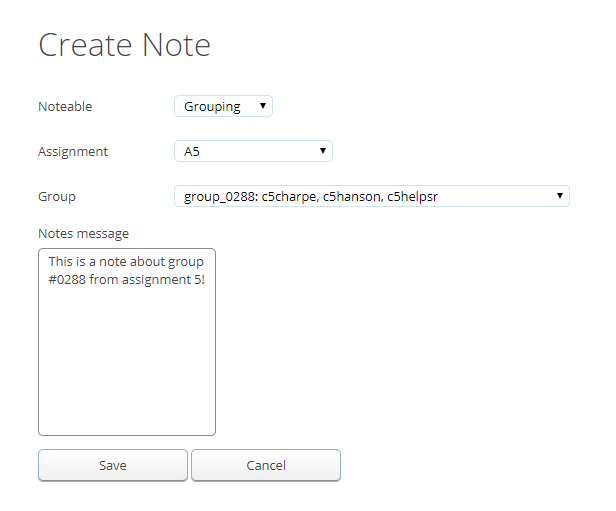 Create Note
Noteable Grouping
Assignment A5
Group group_0288: c5charpe, c5hanson, c5helpsr
Notes message
This is a note about group
#0288 from assignment 5!
Save Cancel